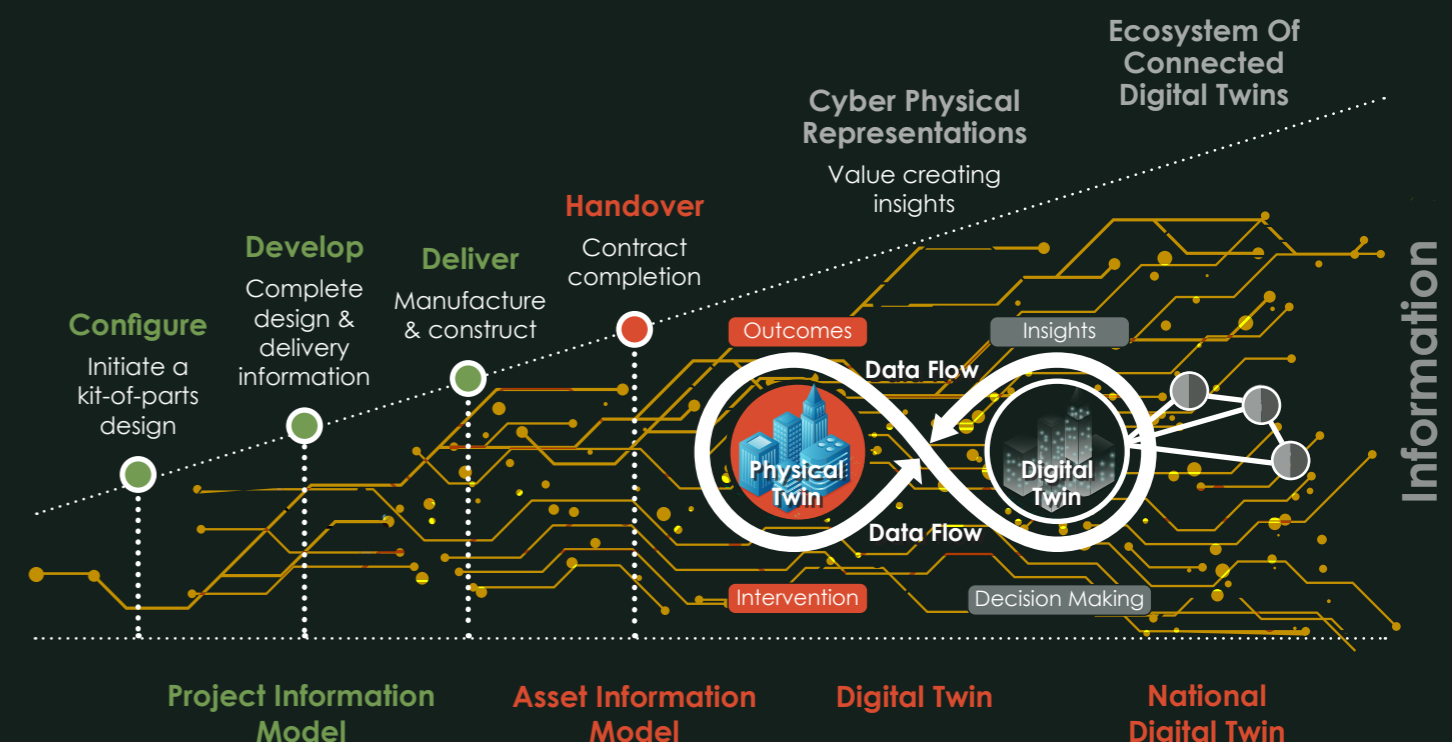 Ecosystem Of
Connected
Digital Twins
Cyber Physical
Representations
Value creating
insights
Handover
Contract
completion
Develop
Complete
design &
delivery
information
Deliver
Manufacture
& construct
Configure
Initiate a
kit-of-parts
design
Information
Outcomes
Insights
Data Flow
Physical
Twin
Digital
Twin
Data Flow
Intervention
Decision Making
Project Information
Model
Asset Information
Model
Digital Twin
National
Digital Twin